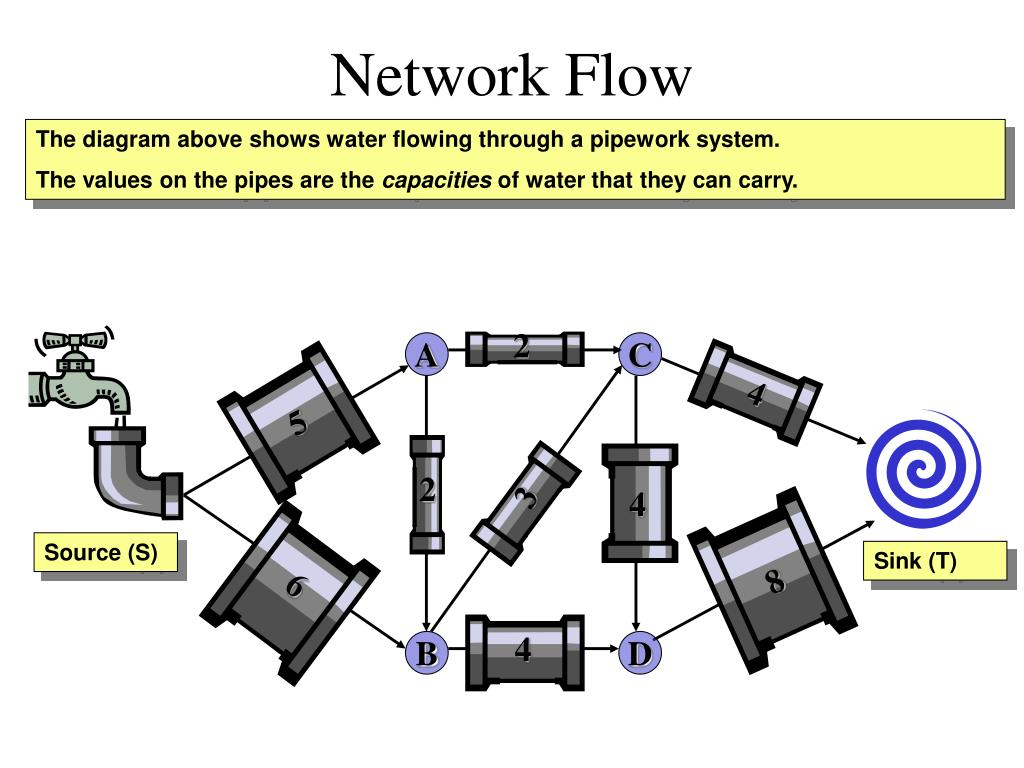 Network Flow
The diagram above shows water flowing through a pipework system.
The values on the pipes are the capacities of water that they can carry.
A
2
C
4
5
2
3
4
Source (S)
Sink (T)
6
8
B
4
D